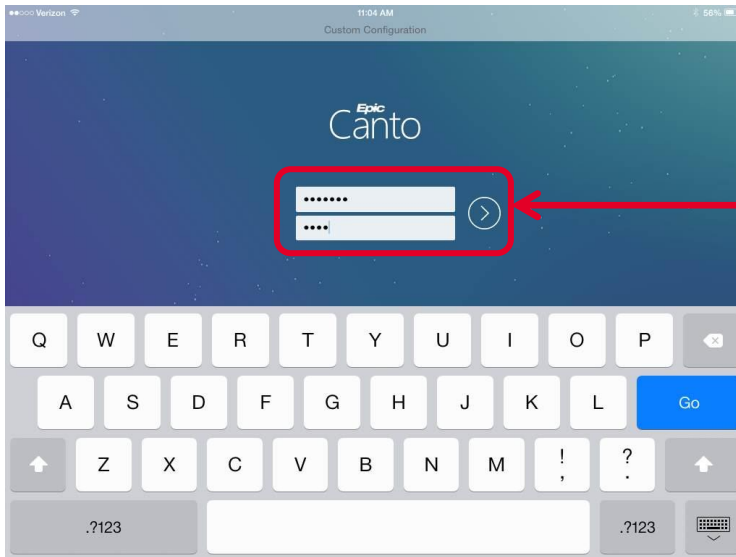 ●●○○○ Verizon 11:04 AM 56%
Custom Configuration
Epic
Canto
•••••••
••••
Q W E R T Y U I O P
A S D F G H J K L Go
Z X C V B N M ! , ? .
.?123 .?123